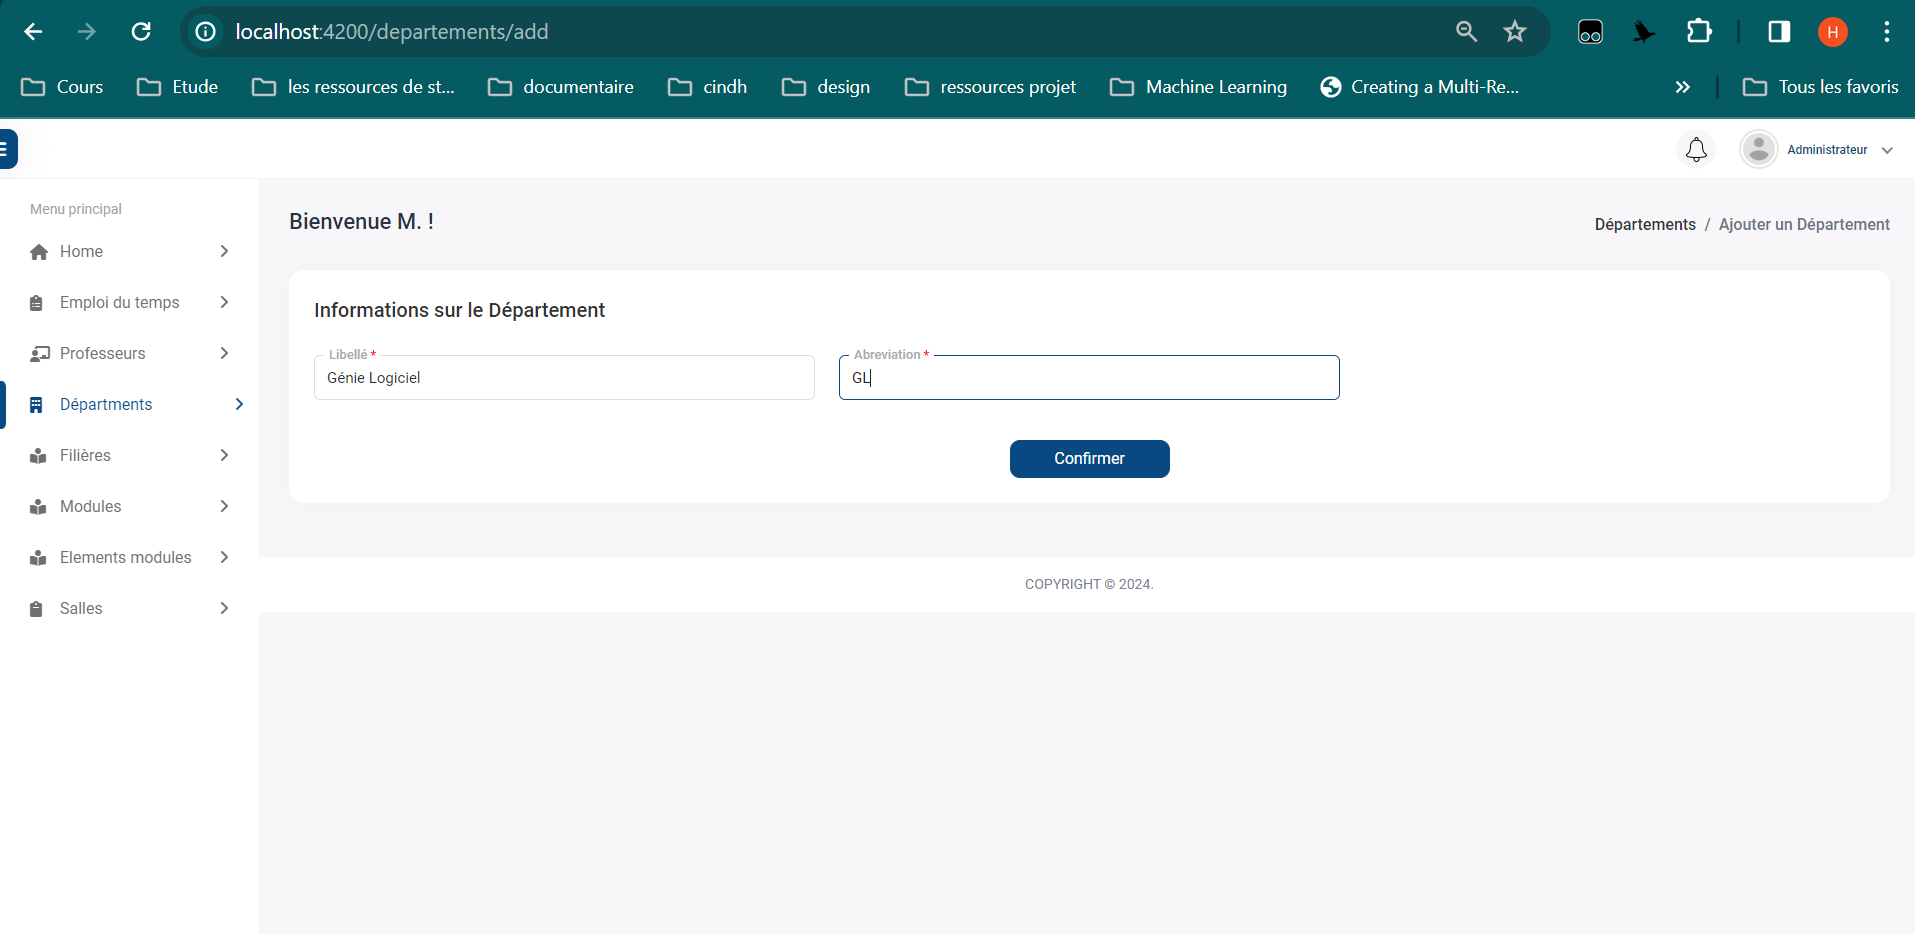 localhost:4200/departements/add
H
Cours
Etude
les ressources de st...
documentaire
cindh
design
ressources projet
Machine Learning
Creating a Multi-Re...
Tous les favoris
Administrateur
Menu principal
Home
Emploi du temps
Professeurs
Départments
Filières
Modules
Elements modules
Salles
Bienvenue M. !
Départements / Ajouter un Département
Informations sur le Département
Libellé *
Génie Logiciel
Abreviation *
GL
Confirmer
COPYRIGHT © 2024.